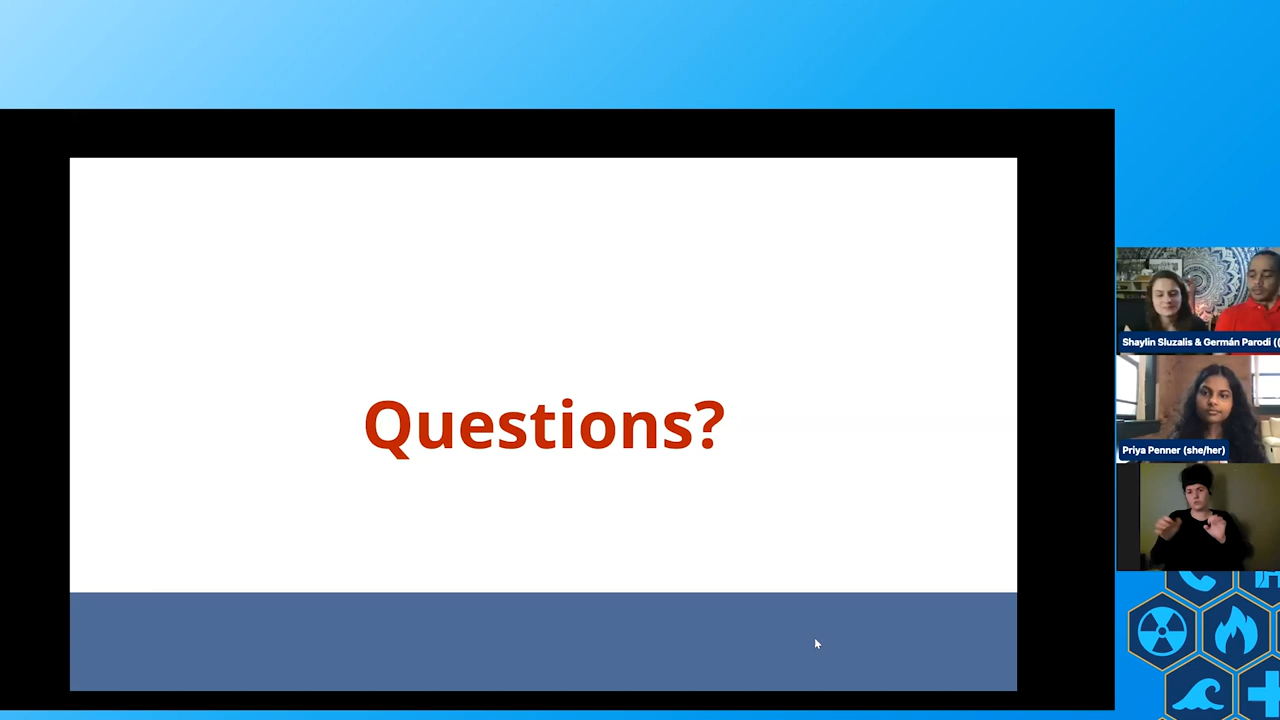 Questions?
Shaylin Sluzalis & Germán Parodi ((
Priya Penner (she/her)